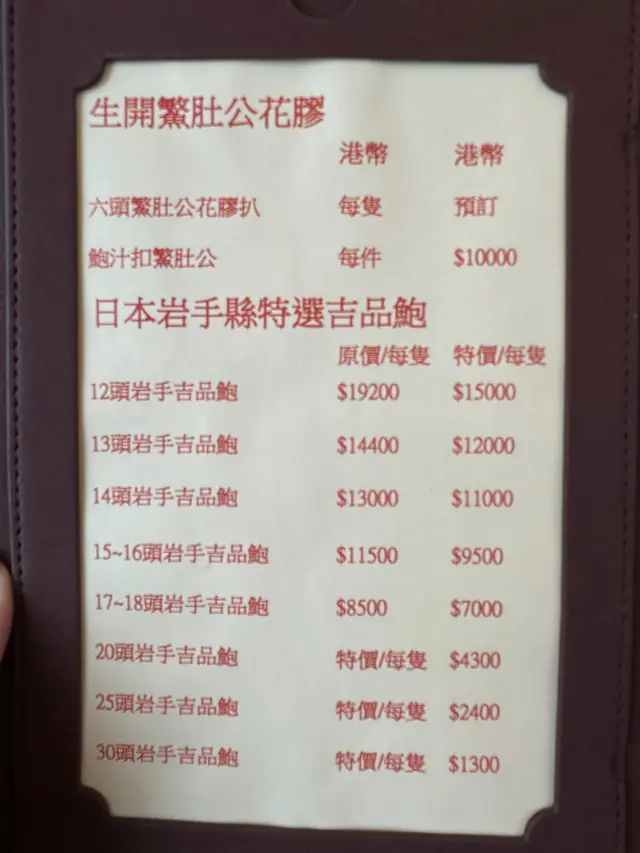 生開鰵肚公花膠
港幣 港幣
六頭鰵肚公花膠扒 每隻 預訂
鮑汁扣鰵肚公 每件 $10000
日本岩手縣特選吉品鮑
原價/每隻 特價/每隻
12頭岩手吉品鮑 $19200 $15000
13頭岩手吉品鮑 $14400 $12000
14頭岩手吉品鮑 $13000 $11000
15~16頭岩手吉品鮑 $11500 $9500
17~18頭岩手吉品鮑 $8500 $7000
20頭岩手吉品鮑 特價/每隻 $4300
25頭岩手吉品鮑 特價/每隻 $2400
30頭岩手吉品鮑 特價/每隻 $1300